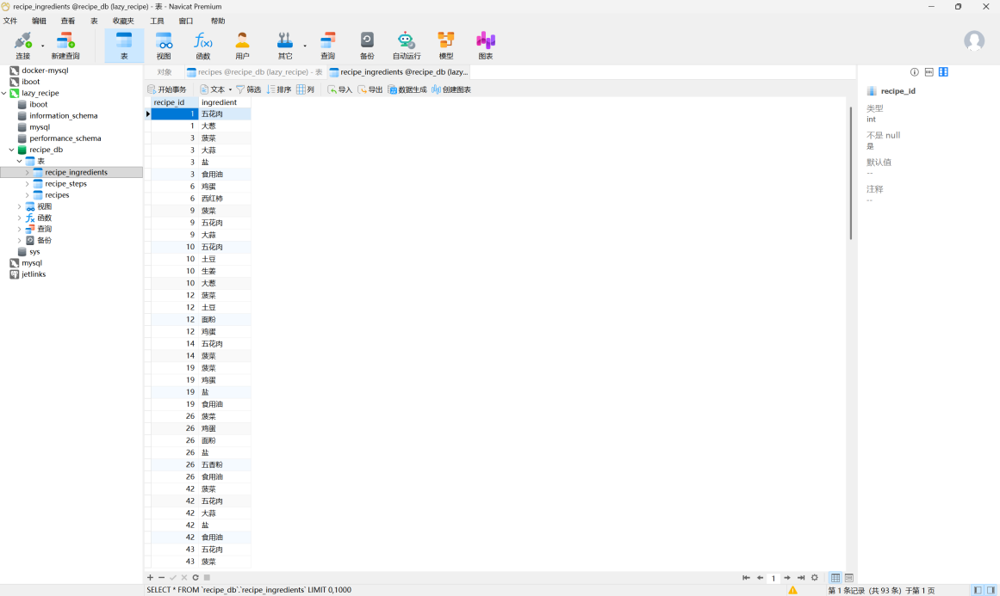 recipe_ingredients @recipe_db (lazy_recipe) - 表 - Navicat Premium
文件 编辑 查看 表 收藏夹 工具 窗口 帮助
连接 新建查询 表 视图 函数 用户 其它 查询 备份 自动运行 模型 图表
对象 recipes @recipe_db (lazy_recipe) - 表 recipe_ingredients @recipe_db (lazy...
开始事务 文本 筛选 排序 列 导入 导出 数据生成 创建图表
docker-mysql
iboot
lazy_recipe
iboot
information_schema
mysql
performance_schema
recipe_db
表
recipe_ingredients
recipe_steps
recipes
视图
函数
查询
备份
sys
mysql
jetlinks
recipe_id ingredient
1 五花肉
1 大葱
3 菠菜
3 大蒜
3 盐
3 食用油
6 鸡蛋
6 西红柿
9 菠菜
9 五花肉
9 大蒜
10 五花肉
10 土豆
10 生姜
10 大葱
12 菠菜
12 土豆
12 面粉
12 鸡蛋
14 五花肉
14 菠菜
19 菠菜
19 鸡蛋
19 盐
19 食用油
26 菠菜
26 鸡蛋
26 面粉
26 盐
26 五香粉
26 食用油
42 菠菜
42 五花肉
42 大蒜
42 盐
42 食用油
43 五花肉
43 菠菜
recipe_id
类型
int
不是 null
是
默认值
--
注释
--
1
SELECT * FROM `recipe_db`.`recipe_ingredients` LIMIT 0,1000
第 1 条记录 (共 93 条) 于第 1 页